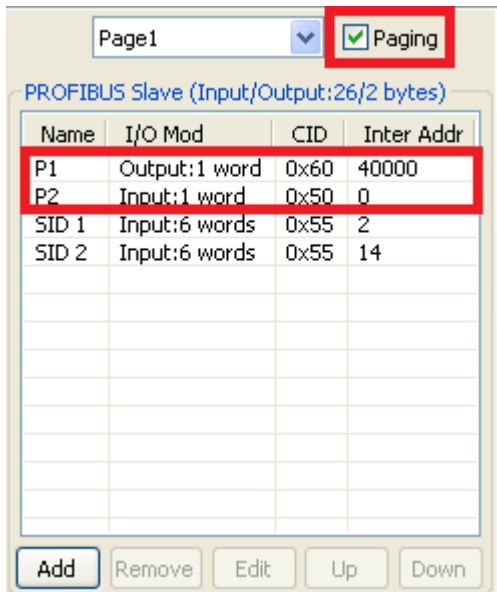 Page1 Paging
PROFIBUS Slave (Input/Output:26/2 bytes)
Name I/O Mod CID Inter Addr
P1 Output:1 word 0x60 40000
P2 Input:1 word 0x50 0
SID 1 Input:6 words 0x55 2
SID 2 Input:6 words 0x55 14
Add Remove Edit Up Down